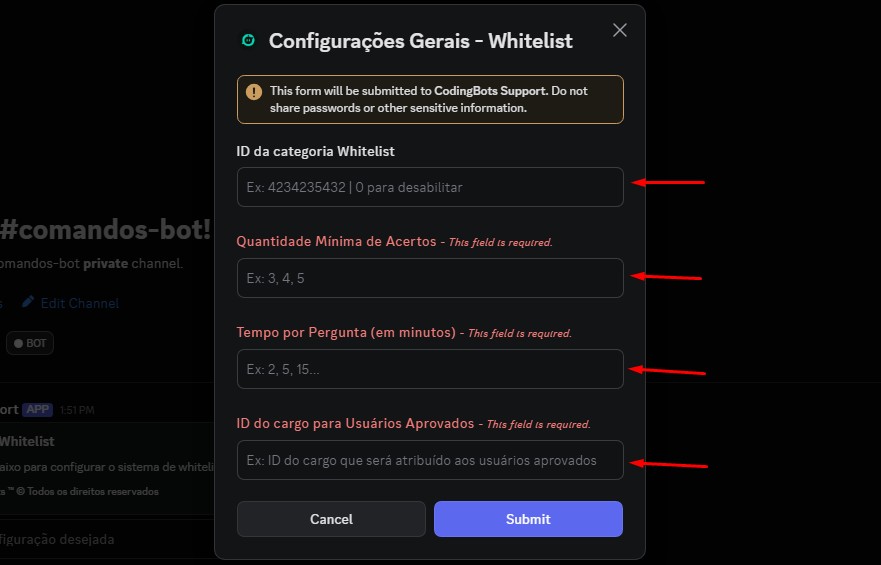 Configurações Gerais - Whitelist
This form will be submitted to CodingBots Support. Do not
share passwords or other sensitive information.
ID da categoria Whitelist
Ex: 4234235432 | 0 para desabilitar
#comandos-bot!
Quantidade Mínima de Acertos - This field is required.
omandos-bot private channel.
Ex: 3, 4, 5
Edit Channel
Tempo por Pergunta (em minutos) - This field is required.
BOT
Ex: 2, 5, 15...
ort APP 1:51 PM
ID do cargo para Usuários Aprovados - This field is required.
Whitelist
Ex: ID do cargo que será atribuído aos usuários aprovados
aixo para configurar o sistema de whiteli
s ™ © Todos os direitos reservados
Cancel
Submit
figuração desejada